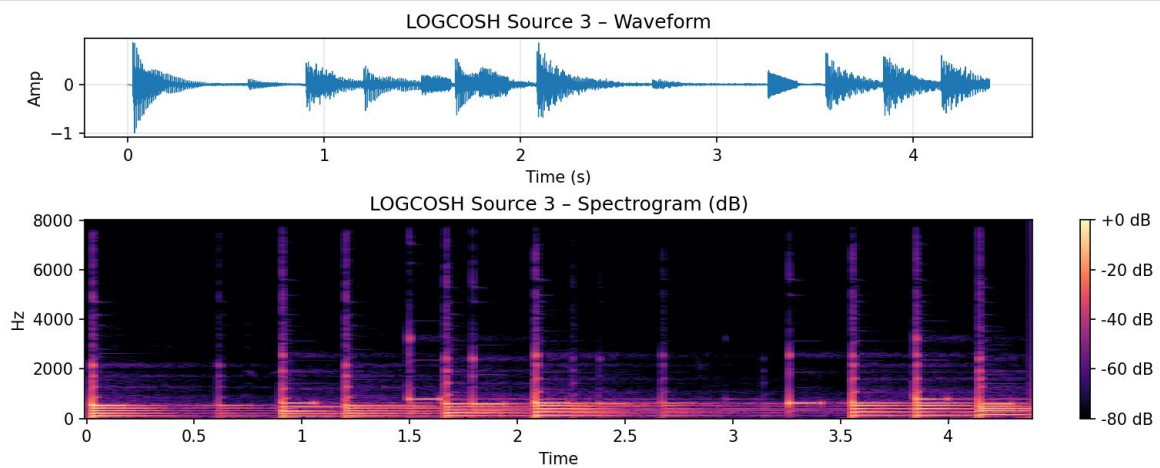 LOGCOSH Source 3 – Waveform
Amp
0
−1
0 1 2 3 4
Time (s)
LOGCOSH Source 3 – Spectrogram (dB)
8000 +0 dB
6000 -20 dB
4000 -40 dB
Hz
2000 -60 dB
0 -80 dB
0 0.5 1 1.5 2 2.5 3 3.5 4
Time